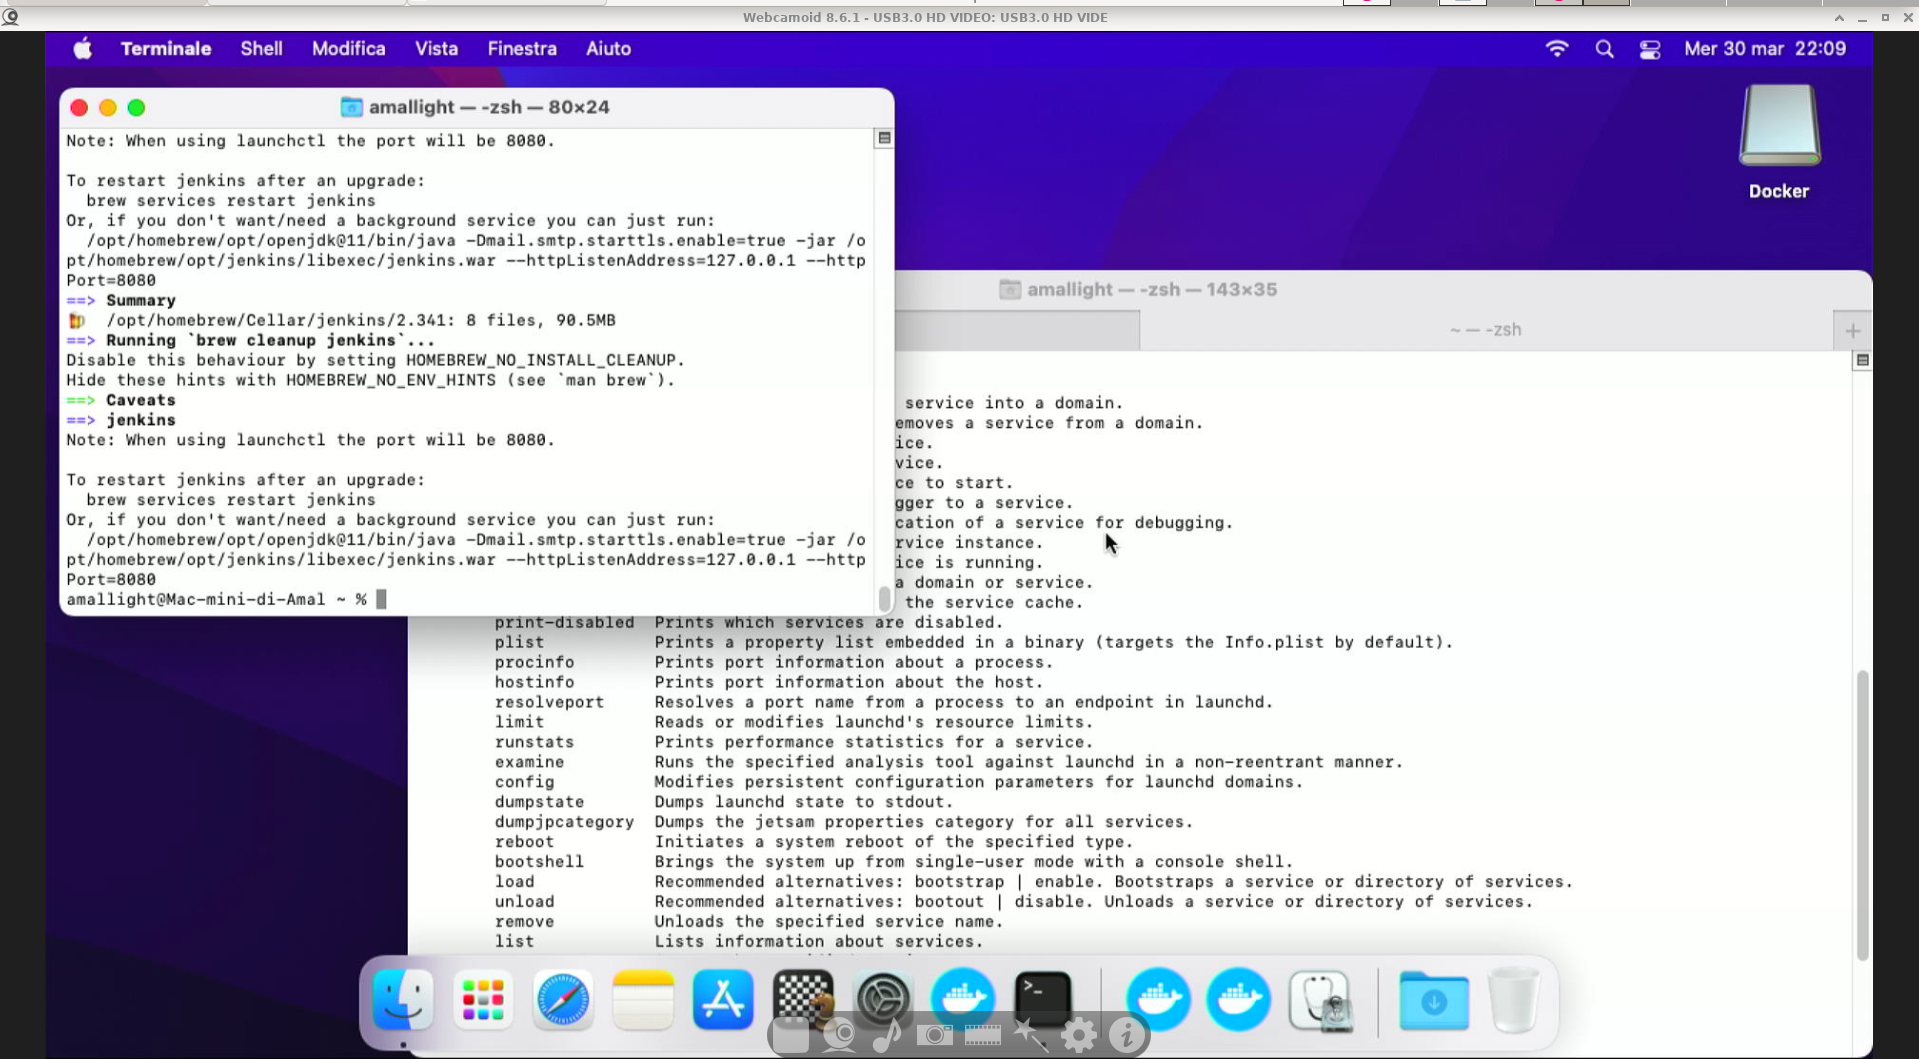 Webcamoid 8.6.1 - USB3.0 HD VIDEO: USB3.0 HD VIDE
Terminale Shell Modifica Vista Finestra Aiuto
Mer 30 mar 22:09
amallight — -zsh — 80×24
Note: When using launchctl the port will be 8080.
To restart jenkins after an upgrade:
brew services restart jenkins
Or, if you don't want/need a background service you can just run:
/opt/homebrew/opt/openjdk@11/bin/java -Dmail.smtp.starttls.enable=true -jar /o
pt/homebrew/opt/jenkins/libexec/jenkins.war --httpListenAddress=127.0.0.1 --http
Port=8080
==> Summary
/opt/homebrew/Cellar/jenkins/2.341: 8 files, 90.5MB
==> Running `brew cleanup jenkins`...
Disable this behaviour by setting HOMEBREW_NO_INSTALL_CLEANUP.
Hide these hints with HOMEBREW_NO_ENV_HINTS (see `man brew`).
==> Caveats
==> jenkins
Note: When using launchctl the port will be 8080.
To restart jenkins after an upgrade:
brew services restart jenkins
Or, if you don't want/need a background service you can just run:
/opt/homebrew/opt/openjdk@11/bin/java -Dmail.smtp.starttls.enable=true -jar /o
pt/homebrew/opt/jenkins/libexec/jenkins.war --httpListenAddress=127.0.0.1 --http
Port=8080
amallight@Mac-mini-di-Amal ~ %
Docker
amallight — -zsh — 143×35
~ — -zsh
service into a domain.
emoves a service from a domain.
ice.
vice.
ce to start.
gger to a service.
cation of a service for debugging.
rvice instance.
ice is running.
a domain or service.
the service cache.
print-disabled Prints which services are disabled.
plist Prints a property list embedded in a binary (targets the Info.plist by default).
procinfo Prints port information about a process.
hostinfo Prints port information about the host.
resolveport Resolves a port name from a process to an endpoint in launchd.
limit Reads or modifies launchd's resource limits.
runstats Prints performance statistics for a service.
examine Runs the specified analysis tool against launchd in a non-reentrant manner.
config Modifies persistent configuration parameters for launchd domains.
dumpstate Dumps launchd state to stdout.
dumpjpcategory Dumps the jetsam properties category for all services.
reboot Initiates a system reboot of the specified type.
bootshell Brings the system up from single-user mode with a console shell.
load Recommended alternatives: bootstrap | enable. Bootstraps a service or directory of services.
unload Recommended alternatives: bootout | disable. Unloads a service or directory of services.
remove Unloads the specified service name.
list Lists information about services.